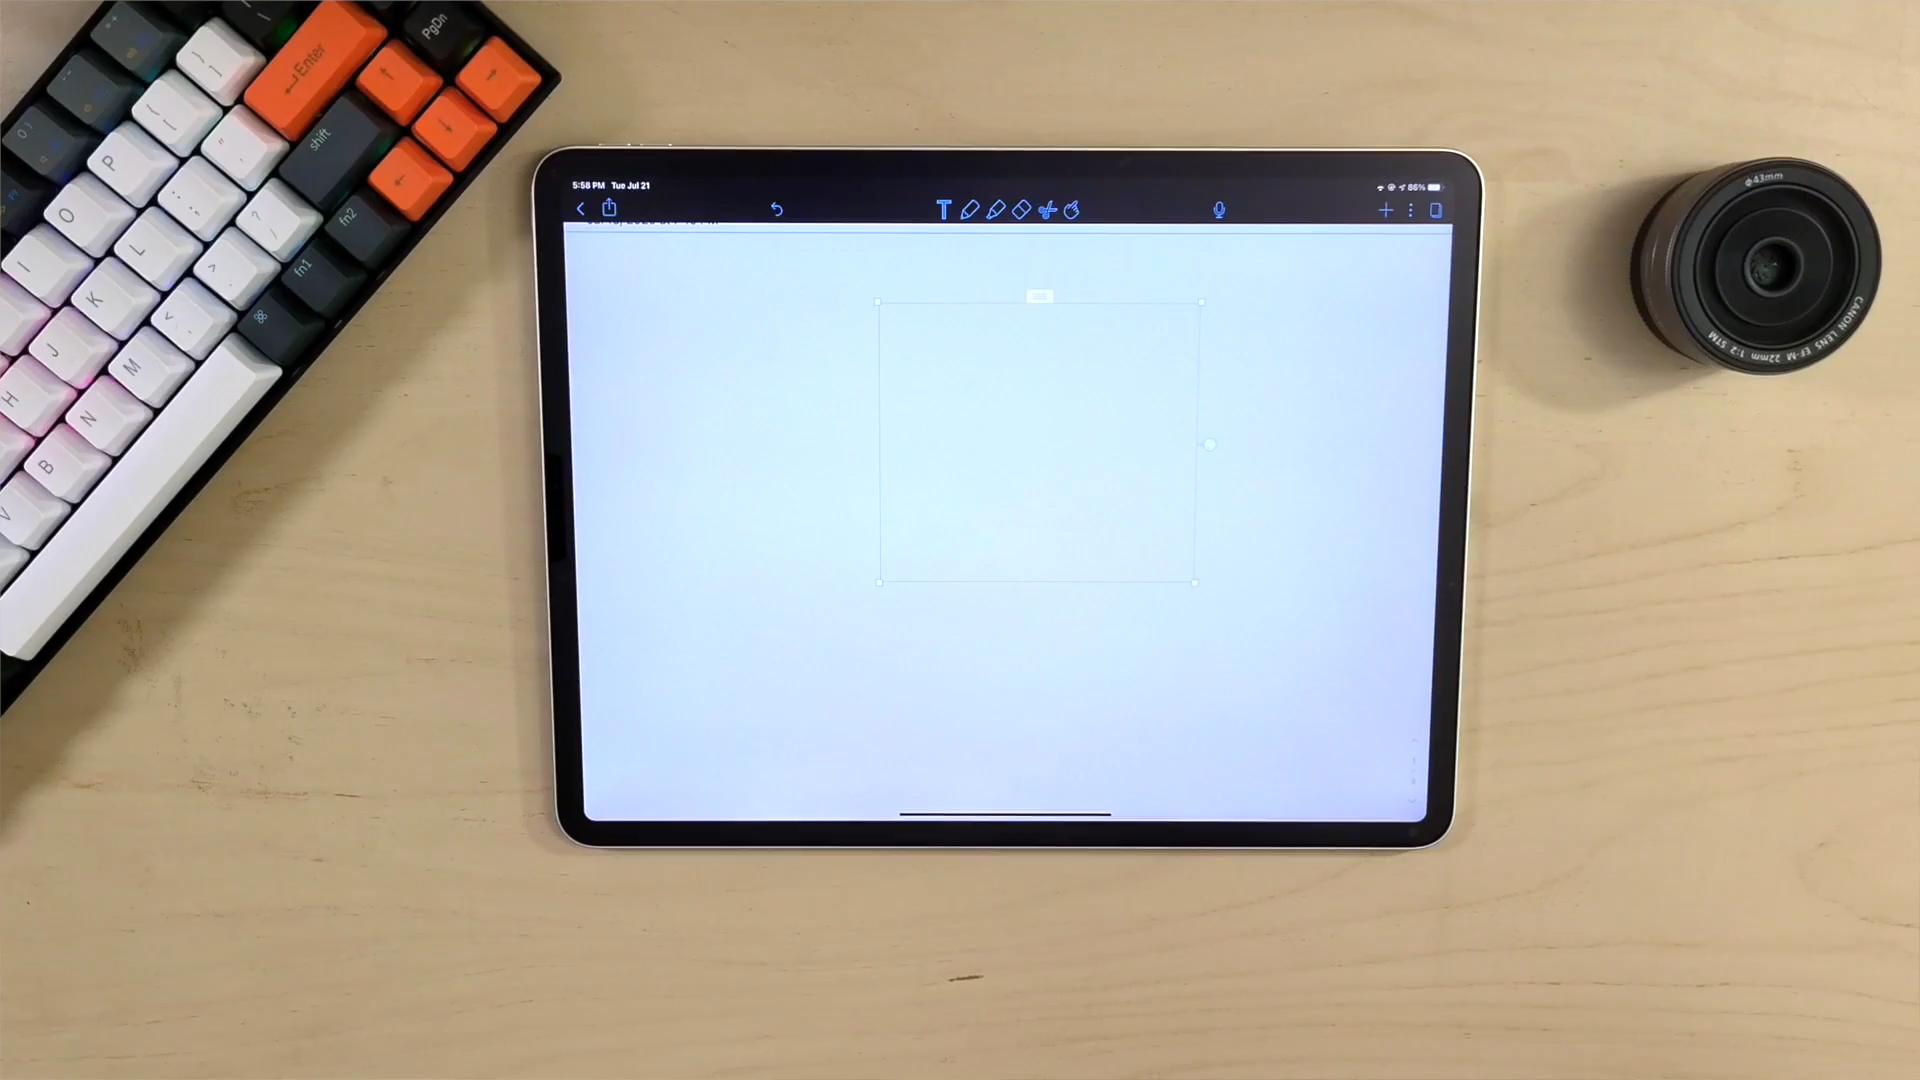 PgDn
Enter
shift
P
O
fn2
L
I
fn1
K
J
M
H
N
B
V
5:58 PM Tue Jul 21
86%
T
Φ43mm
CANON LENS EF-M 22mm 1:2 STM